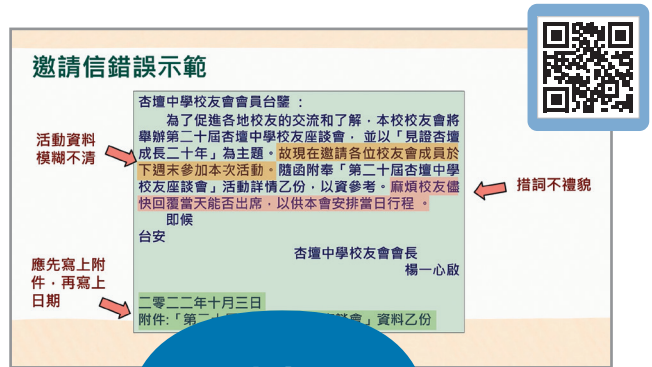 邀請信錯誤示範
杏壇中學校友會會員台鑒：
為了促進各地校友的交流和了解，本校校友會將
舉辦第二十屆杏壇中學校友座談會，並以「見證杏壇
成長二十年」為主題。故現在邀請各位校友會成員於
下週末參加本次活動。隨函附奉「第二十屆杏壇中學
校友座談會」活動詳情乙份，以資參考。麻煩校友儘
快回覆當天能否出席，以供本會安排當日行程。
即候
台安
杏壇中學校友會會長
楊一心啟
二零二二年十月三日
附件:「第二十 會」資料乙份
活動資料
模糊不清
措詞不禮貌
應先寫上附
件，再寫上
日期